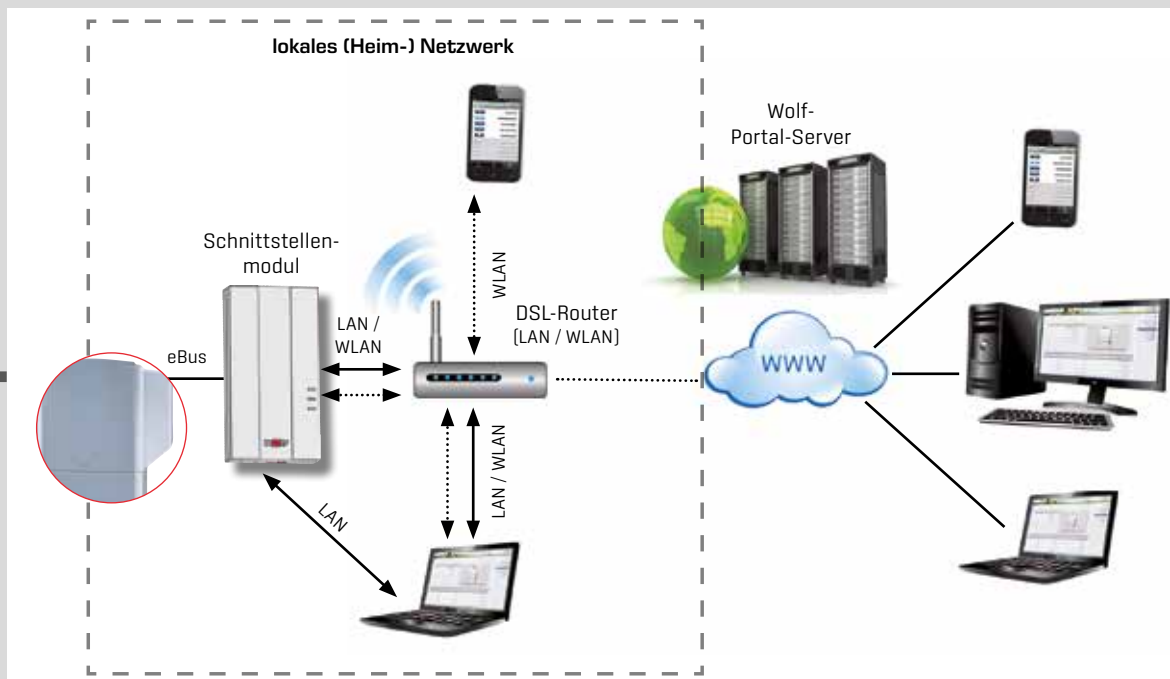 lokales (Heim-) Netzwerk
Wolf-
Portal-Server
Schnittstellen-
modul
WLAN
LAN /
WLAN
DSL-Router
(LAN / WLAN)
eBus
WWW
LAN / WLAN
LAN